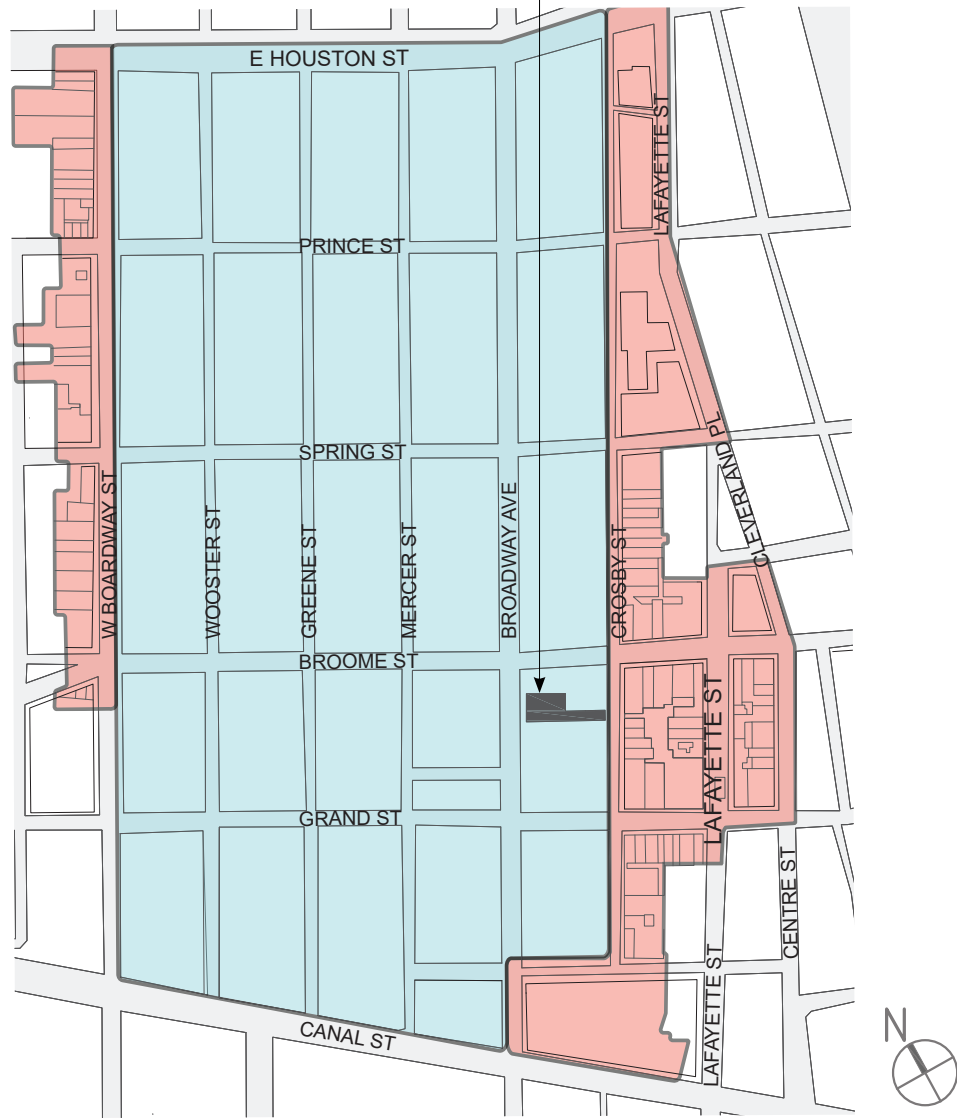 E HOUSTON ST
LAFAYETTE ST
PRINCE ST
SPRING ST
CLEVERLAND PL
W BOARDWAY ST
WOOSTER ST
GREENE ST
MERCER ST
BROADWAY AVE
CROSBY ST
BROOME ST
LAFAYETTE ST
GRAND ST
CENTRE ST
LAFAYETTE ST
CANAL ST
N